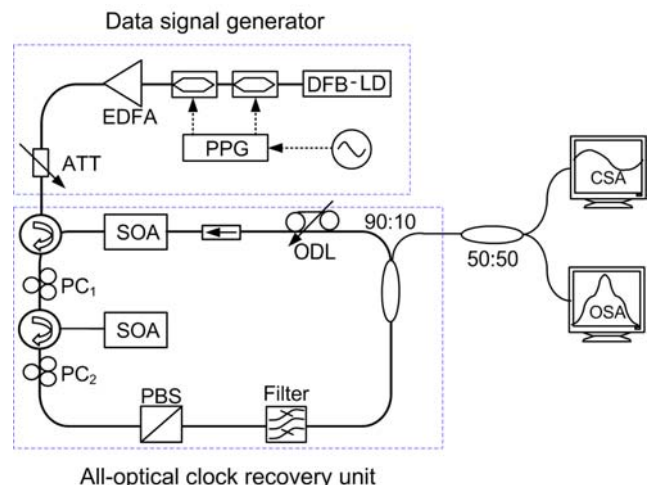 Data signal generator
DFB-LD
EDFA
PPG
ATT
CSA
90:10
SOA
ODL
50:50
PC1
OSA
SOA
PC2
PBS
Filter
All-optical clock recovery unit